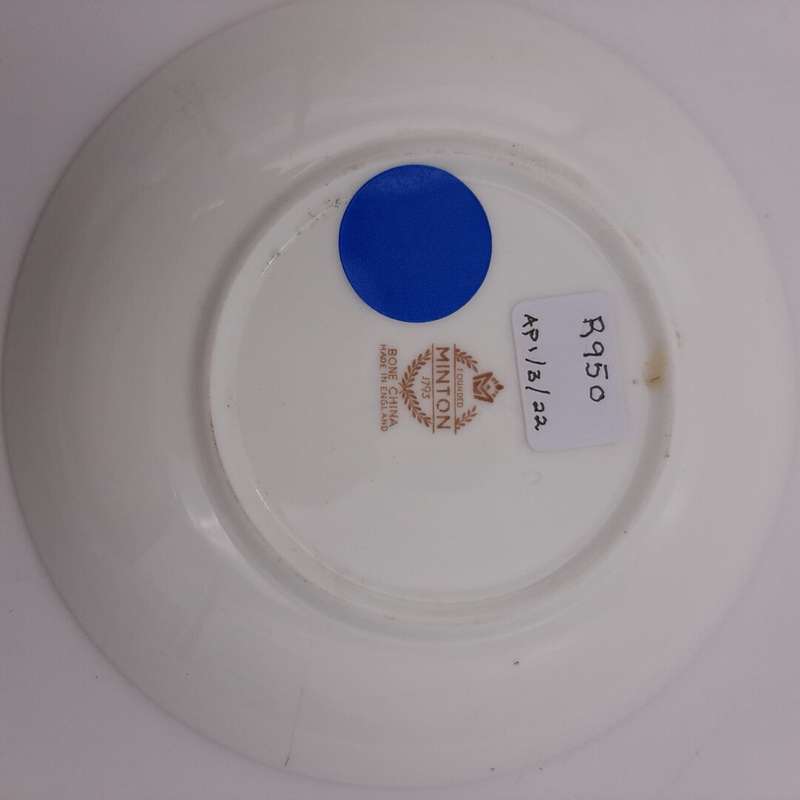 R950
AP1/3/22
FOUNDED
MINTON
1793
BONE CHINA
MADE IN ENGLAND